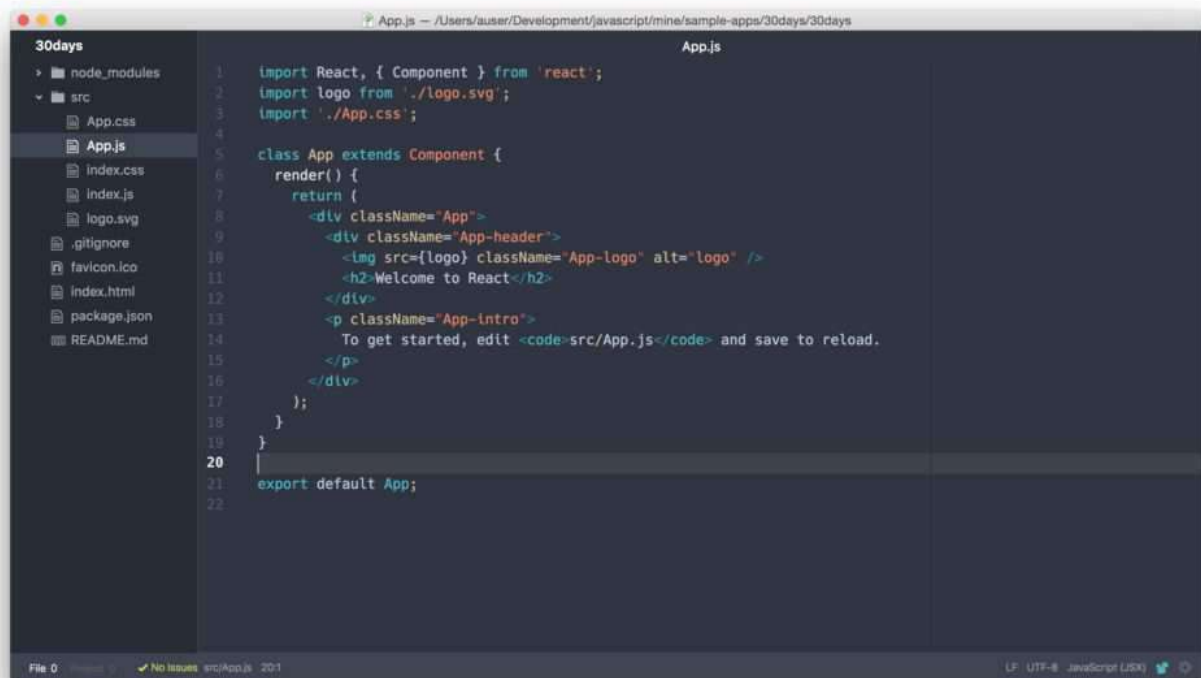 App.js — /Users/auser/Development/javascript/mine/sample-apps/30days/30days
30days
App.js
node_modules
src
App.css
App.js
index.css
index.js
logo.svg
.gitignore
favicon.ico
index.html
package.json
README.md
1 import React, { Component } from 'react';
2 import logo from './logo.svg';
3 import './App.css';
4
5 class App extends Component {
6   render() {
7     return (
8       <div className="App">
9         <div className="App-header">
10           <img src={logo} className="App-logo" alt="logo" />
11           <h2>Welcome to React</h2>
12         </div>
13         <p className="App-intro">
14           To get started, edit <code>src/App.js</code> and save to reload.
15         </p>
16       </div>
17     );
18   }
19 }
20
21 export default App;
22
File 0 No Issues src/App.js 20:1 LF UTF-8 JavaScript (JSX)